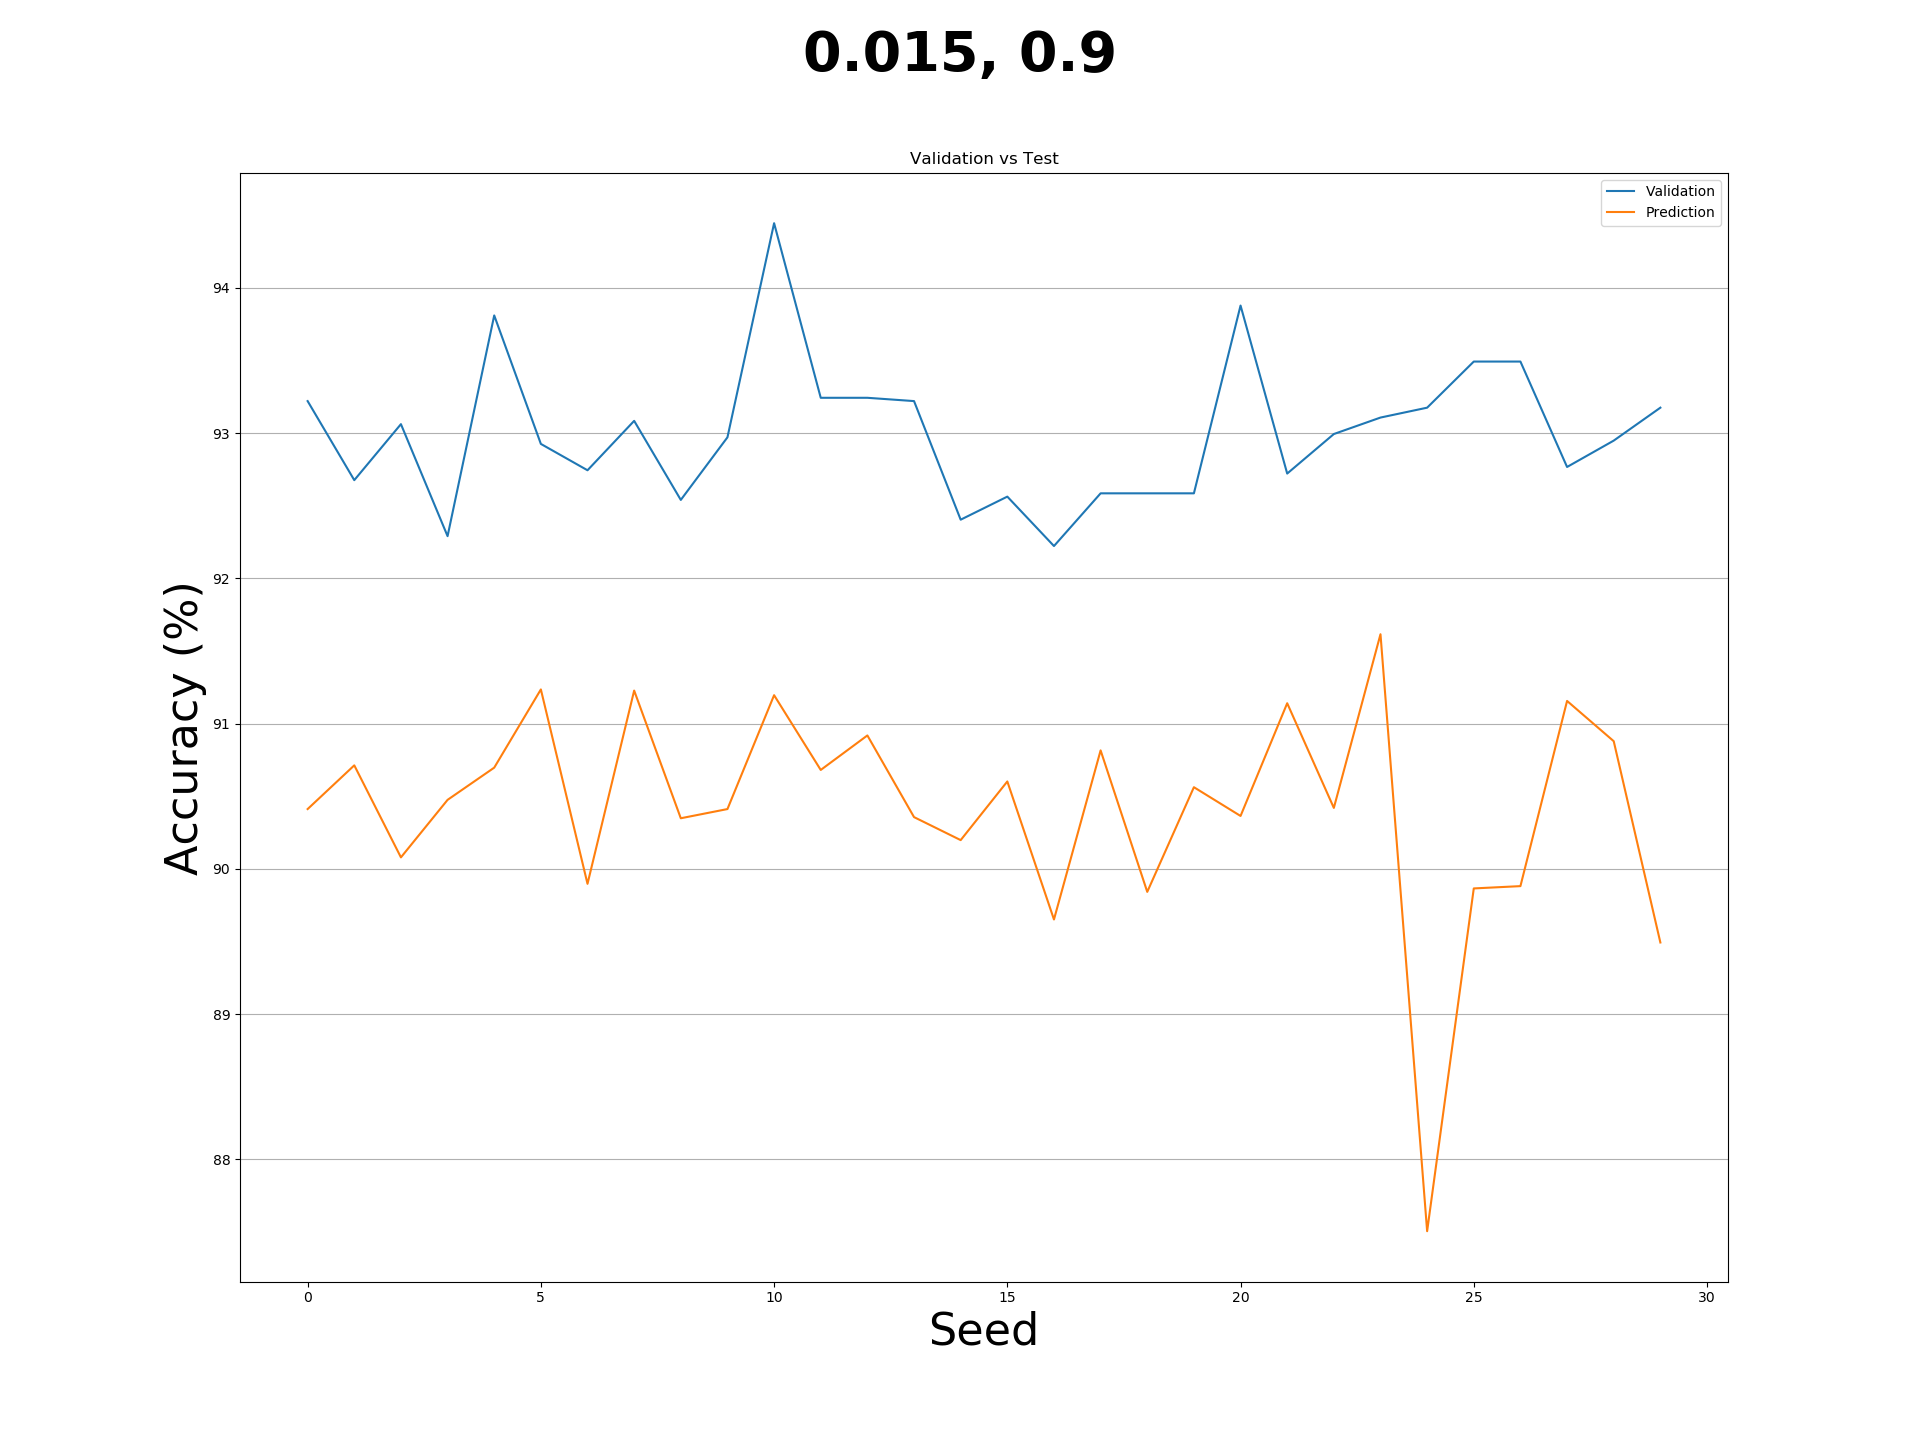 0.015, 0.9
Validation vs Test
Validation
Prediction
94
93
92
91
90
89
88
Accuracy (%)
0 5 10 15 20 25 30
Seed